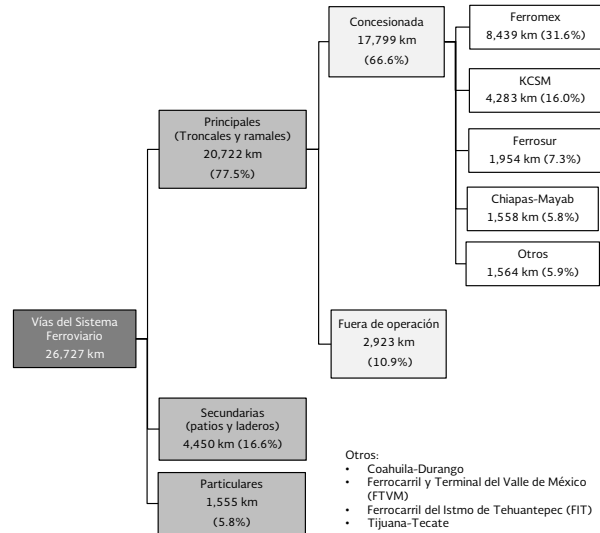 Vías del Sistema
Ferroviario
26,727 km
Principales
(Troncales y ramales)
20,722 km
(77.5%)
Concesionada
17,799 km
(66.6%)
Ferromex
8,439 km (31.6%)
KCSM
4,283 km (16.0%)
Ferrosur
1,954 km (7.3%)
Chiapas-Mayab
1,558 km (5.8%)
Otros
1,564 km (5.9%)
Fuera de operación
2,923 km
(10.9%)
Secundarias
(patios y laderos)
4,450 km (16.6%)
Particulares
1,555 km
(5.8%)
Otros:
• Coahuila-Durango
• Ferrocarril y Terminal del Valle de México
(FTVM)
• Ferrocarril del Istmo de Tehuantepec (FIT)
• Tijuana-Tecate